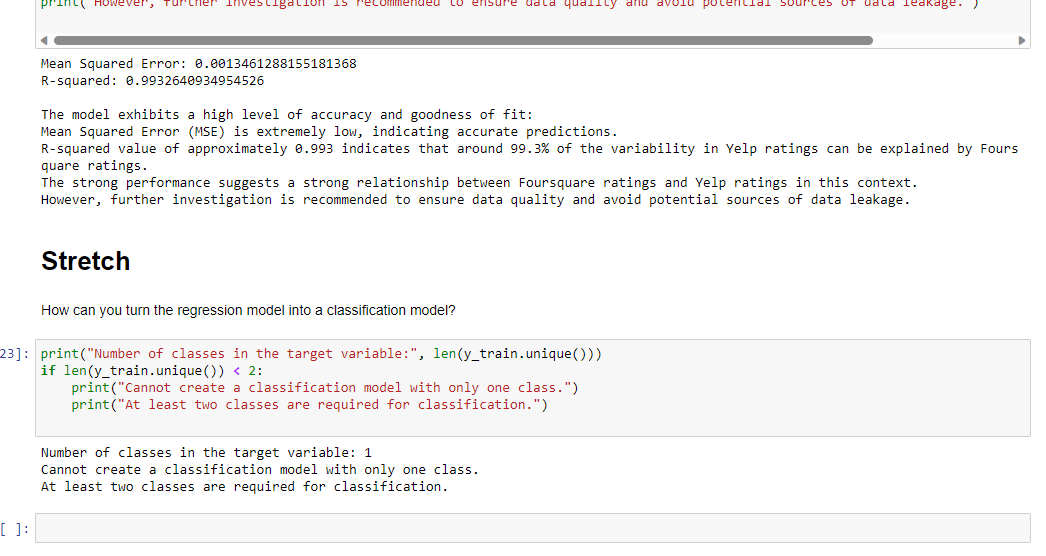 print("However, further investigation is recommended to ensure data quality and avoid potential sources of data leakage.")
Mean Squared Error: 0.0013461288155181368
R-squared: 0.9932640934954526
The model exhibits a high level of accuracy and goodness of fit:
Mean Squared Error (MSE) is extremely low, indicating accurate predictions.
R-squared value of approximately 0.993 indicates that around 99.3% of the variability in Yelp ratings can be explained by Fours
quare ratings.
The strong performance suggests a strong relationship between Foursquare ratings and Yelp ratings in this context.
However, further investigation is recommended to ensure data quality and avoid potential sources of data leakage.
Stretch
How can you turn the regression model into a classification model?
23]: print("Number of classes in the target variable:", len(y_train.unique()))
if len(y_train.unique()) < 2:
print("Cannot create a classification model with only one class.")
print("At least two classes are required for classification.")
Number of classes in the target variable: 1
Cannot create a classification model with only one class.
At least two classes are required for classification.
[ ]: